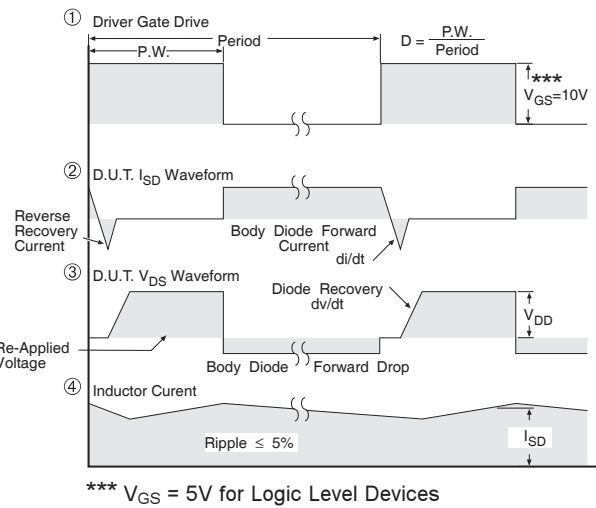 ① Driver Gate Drive
Period
P.W.
D = P.W. / Period
***
VGS=10V
② D.U.T. ISD Waveform
Reverse
Recovery
Current
Body Diode Forward
Current
di/dt
③ D.U.T. VDS Waveform
Diode Recovery
dv/dt
VDD
Re-Applied
Voltage
Body Diode Forward Drop
④ Inductor Curent
Ripple ≤ 5%
ISD
*** VGS = 5V for Logic Level Devices